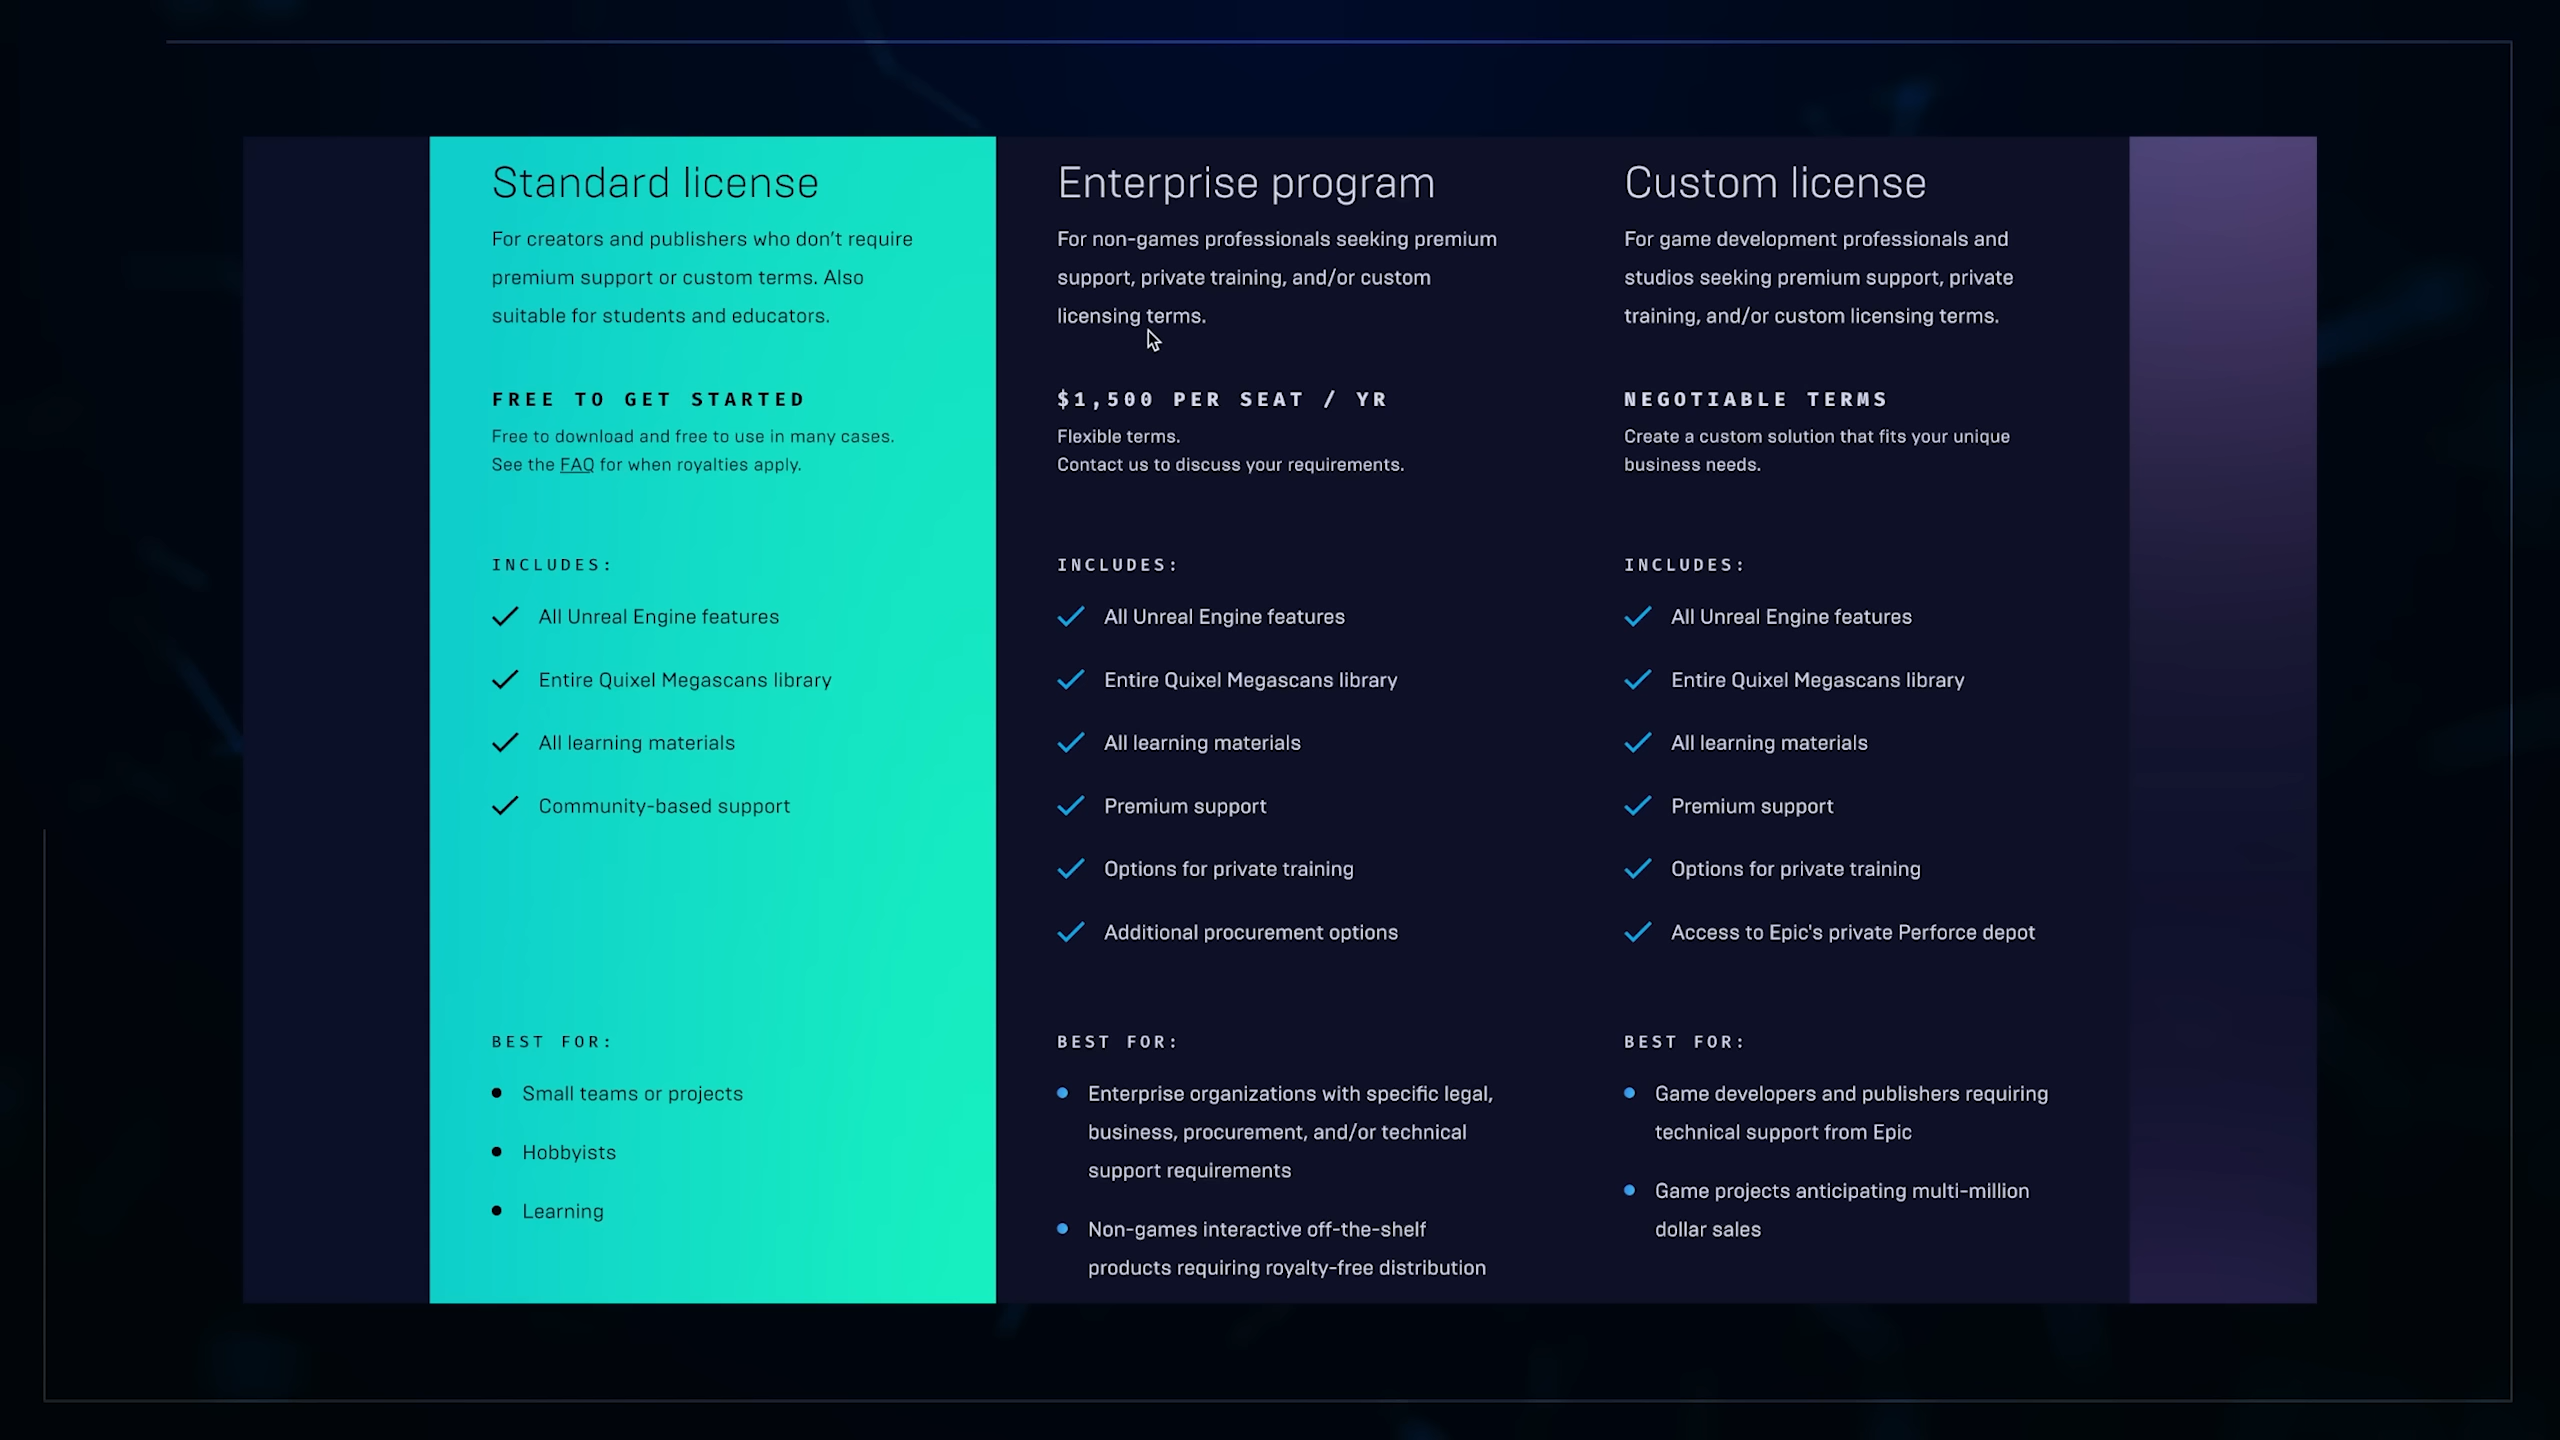 Standard license
For creators and publishers who don’t require
premium support or custom terms. Also
suitable for students and educators.
FREE TO GET STARTED
Free to download and free to use in many cases.
See the FAQ for when royalties apply.
INCLUDES:
All Unreal Engine features
Entire Quixel Megascans library
All learning materials
Community-based support
BEST FOR:
Small teams or projects
Hobbyists
Learning
Enterprise program
For non-games professionals seeking premium
support, private training, and/or custom
licensing terms.
$1,500 PER SEAT / YR
Flexible terms.
Contact us to discuss your requirements.
INCLUDES:
All Unreal Engine features
Entire Quixel Megascans library
All learning materials
Premium support
Options for private training
Additional procurement options
BEST FOR:
Enterprise organizations with specific legal,
business, procurement, and/or technical
support requirements
Non-games interactive off-the-shelf
products requiring royalty-free distribution
Custom license
For game development professionals and
studios seeking premium support, private
training, and/or custom licensing terms.
NEGOTIABLE TERMS
Create a custom solution that fits your unique
business needs.
INCLUDES:
All Unreal Engine features
Entire Quixel Megascans library
All learning materials
Premium support
Options for private training
Access to Epic's private Perforce depot
BEST FOR:
Game developers and publishers requiring
technical support from Epic
Game projects anticipating multi-million
dollar sales